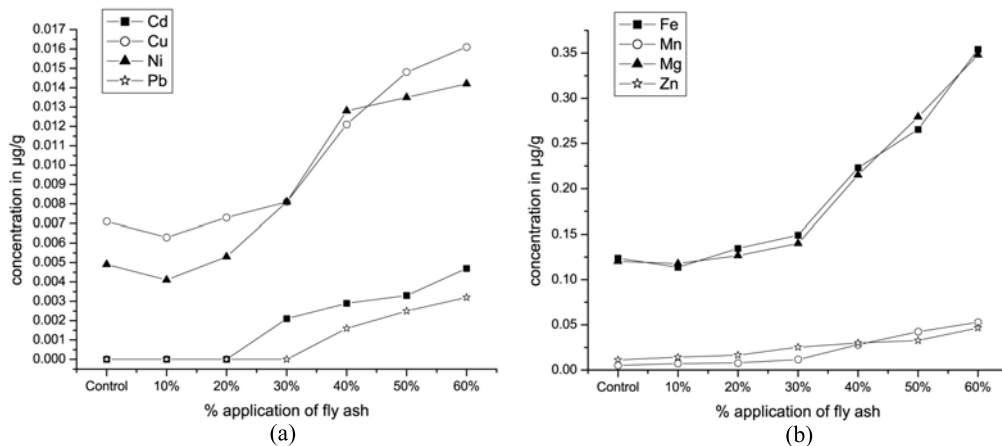 Cd
Cu
Ni
Pb
0.017
0.016
0.015
0.014
0.013
0.012
0.011
0.010
0.009
0.008
0.007
0.006
0.005
0.004
0.003
0.002
0.001
0.000
concentration in µg/g
Control 10% 20% 30% 40% 50% 60%
% application of fly ash
(a)
Fe
Mn
Mg
Zn
0.35
0.30
0.25
0.20
0.15
0.10
0.05
0.00
concentration in µg/g
Control 10% 20% 30% 40% 50% 60%
% application of fly ash
(b)